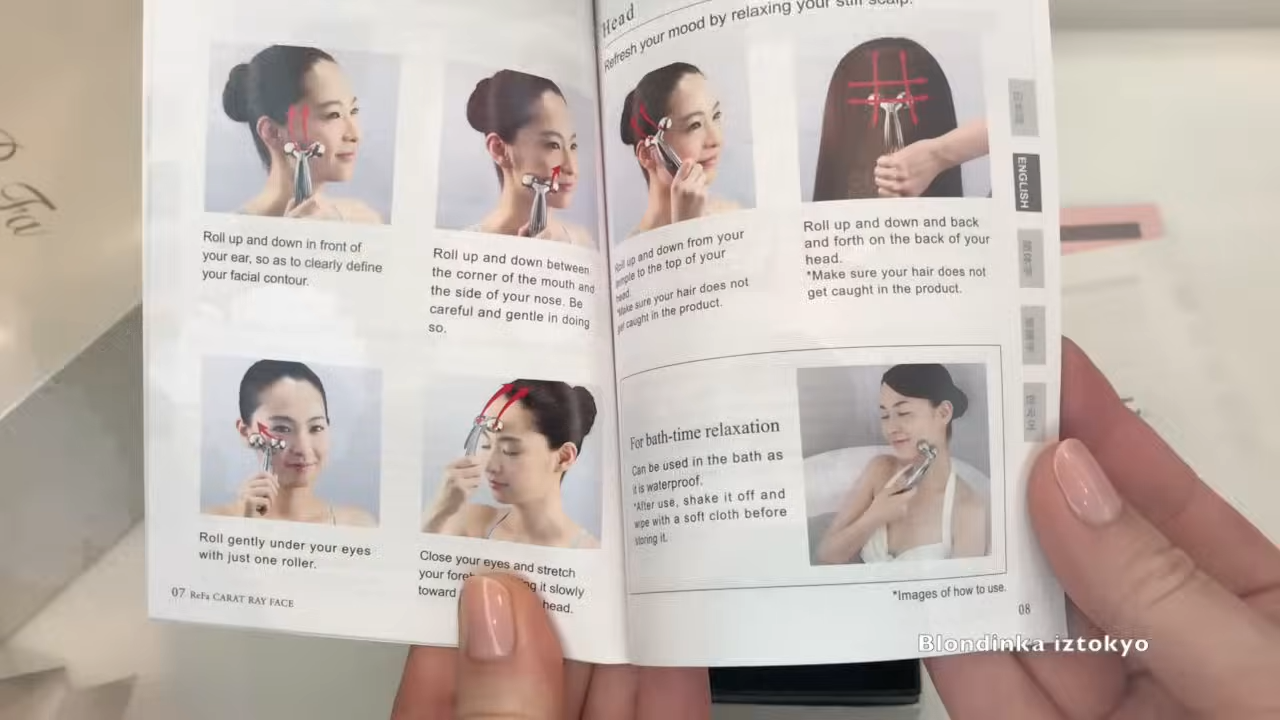 Roll up and down in front of
your ear, so as to clearly define
your facial contour.
Roll up and down between
the corner of the mouth and
the side of your nose. Be
careful and gentle in doing
so.
Roll gently under your eyes
with just one roller.
Close your eyes and stretch
your
it slowly
toward
head.
07 ReFa CARAT RAY FACE
Head
Refresh your mood by relaxing your stiff scalp.
Roll up and down from your
to the top of your
head.
*Make sure your hair does not
get caught in the product.
Roll up and down and back
and forth on the back of your
head.
*Make sure your hair does not
get caught in the product.
For bath-time relaxation
Can be used in the bath as
it is waterproof.
*After use, shake it off and
wipe with a soft cloth before
storing it.
*Images of how to use.
08
ENGLISH
Blondinka iztokyo